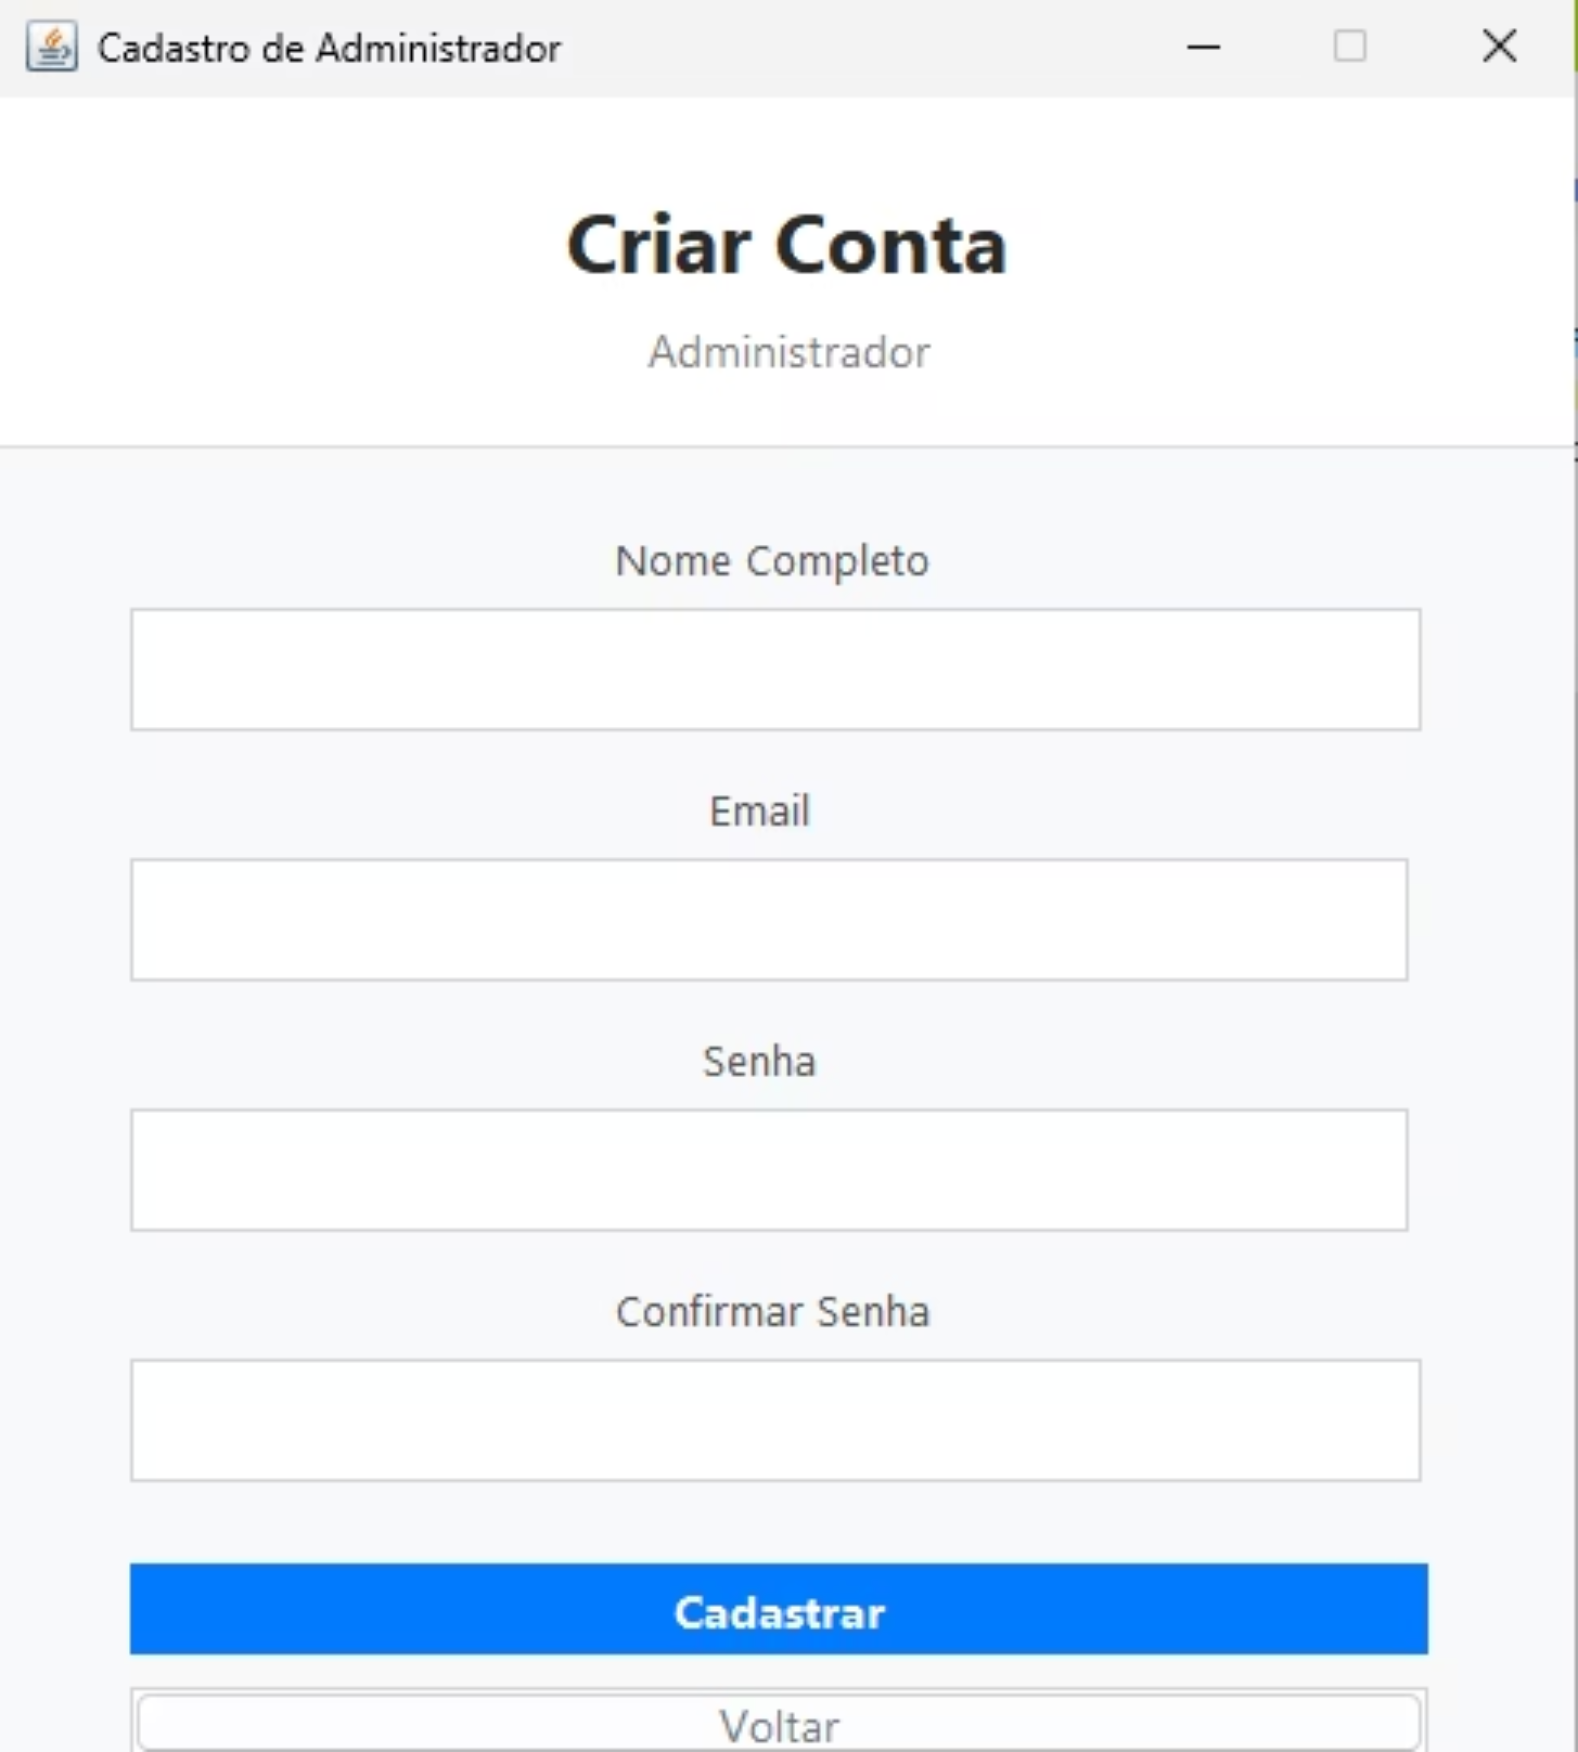 Cadastro de Administrador
Criar Conta
Administrador
Nome Completo
Email
Senha
Confirmar Senha
Cadastrar
Voltar